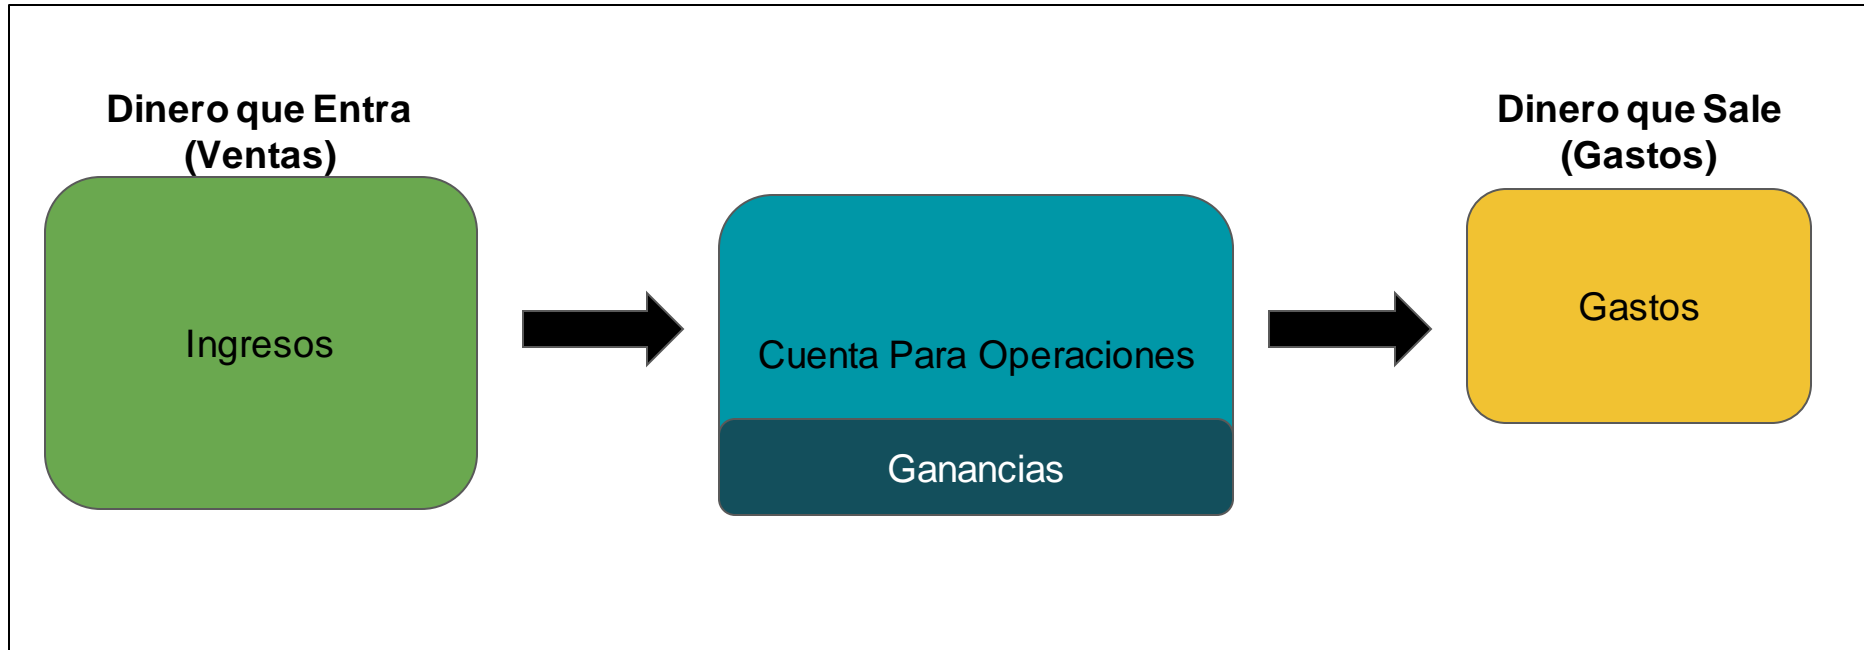 Dinero que Entra
(Ventas)
Ingresos
Cuenta Para Operaciones
Ganancias
Dinero que Sale
(Gastos)
Gastos